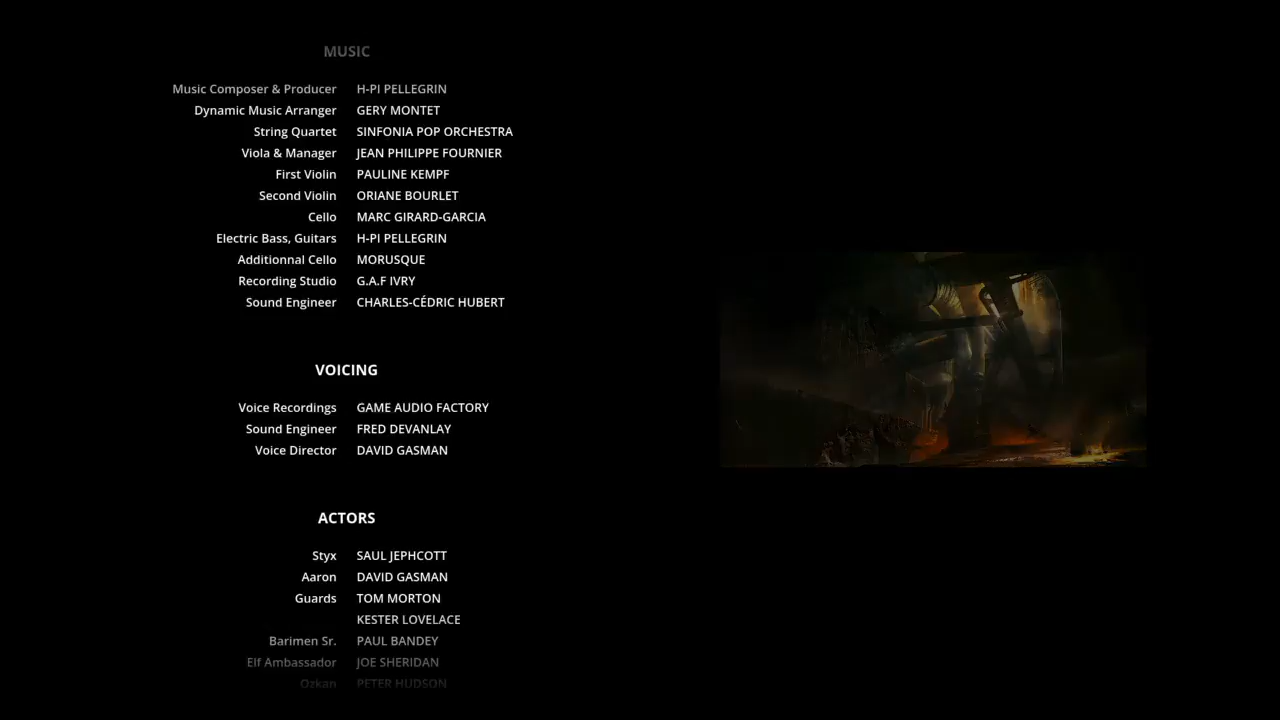 MUSIC
Music Composer & Producer H-PI PELLEGRIN
Dynamic Music Arranger GERY MONTET
String Quartet SINFONIA POP ORCHESTRA
Viola & Manager JEAN PHILIPPE FOURNIER
First Violin PAULINE KEMPF
Second Violin ORIANE BOURLET
Cello MARC GIRARD-GARCIA
Electric Bass, Guitars H-PI PELLEGRIN
Additionnal Cello MORUSQUE
Recording Studio G.A.F IVRY
Sound Engineer CHARLES-CÉDRIC HUBERT
VOICING
Voice Recordings GAME AUDIO FACTORY
Sound Engineer FRED DEVANLAY
Voice Director DAVID GASMAN
ACTORS
Styx SAUL JEPHCOTT
Aaron DAVID GASMAN
Guards TOM MORTON
KESTER LOVELACE
Barimen Sr. PAUL BANDEY
Elf Ambassador JOE SHERIDAN
Ozkan PETER HUDSON